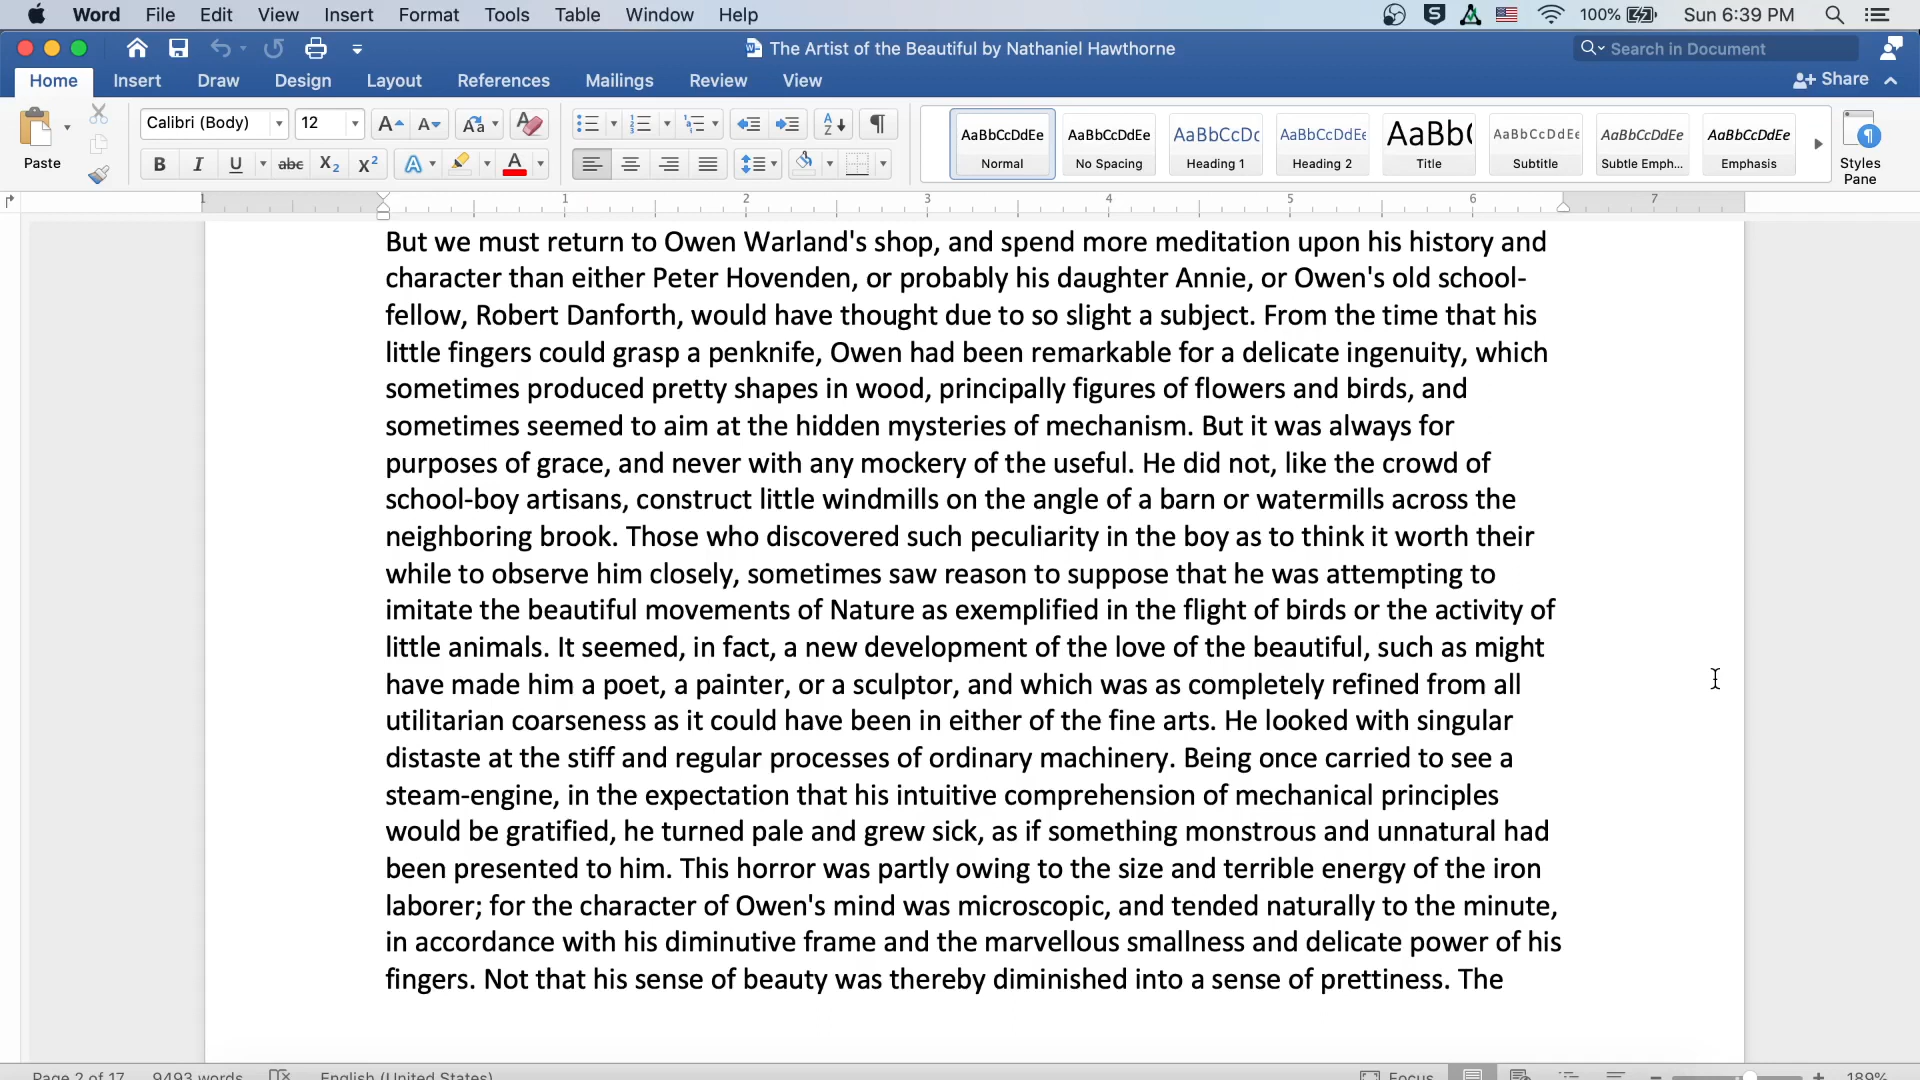 Word File Edit View Insert Format Tools Table Window Help 100% Sun 6:39 PM
The Artist of the Beautiful by Nathaniel Hawthorne Search in Document
Home Insert Draw Design Layout References Mailings Review View Share
Calibri (Body) 12
AaBbCcDdEe AaBbCcDdEe AaBbCcDc AaBbCcDdEe AaBb( AaBbCcDdEe AaBbCcDdEe AaBbCcDdEe
Paste Normal No Spacing Heading 1 Heading 2 Title Subtitle Subtle Emph... Emphasis Styles
Pane
1 1 2 3 4 5 6 7
But we must return to Owen Warland's shop, and spend more meditation upon his history and
character than either Peter Hovenden, or probably his daughter Annie, or Owen's old school-
fellow, Robert Danforth, would have thought due to so slight a subject. From the time that his
little fingers could grasp a penknife, Owen had been remarkable for a delicate ingenuity, which
sometimes produced pretty shapes in wood, principally figures of flowers and birds, and
sometimes seemed to aim at the hidden mysteries of mechanism. But it was always for
purposes of grace, and never with any mockery of the useful. He did not, like the crowd of
school-boy artisans, construct little windmills on the angle of a barn or watermills across the
neighboring brook. Those who discovered such peculiarity in the boy as to think it worth their
while to observe him closely, sometimes saw reason to suppose that he was attempting to
imitate the beautiful movements of Nature as exemplified in the flight of birds or the activity of
little animals. It seemed, in fact, a new development of the love of the beautiful, such as might
have made him a poet, a painter, or a sculptor, and which was as completely refined from all
utilitarian coarseness as it could have been in either of the fine arts. He looked with singular
distaste at the stiff and regular processes of ordinary machinery. Being once carried to see a
steam-engine, in the expectation that his intuitive comprehension of mechanical principles
would be gratified, he turned pale and grew sick, as if something monstrous and unnatural had
been presented to him. This horror was partly owing to the size and terrible energy of the iron
laborer; for the character of Owen's mind was microscopic, and tended naturally to the minute,
in accordance with his diminutive frame and the marvellous smallness and delicate power of his
fingers. Not that his sense of beauty was thereby diminished into a sense of prettiness. The
Page 2 of 17 9493 words English (United States) Focus 189%